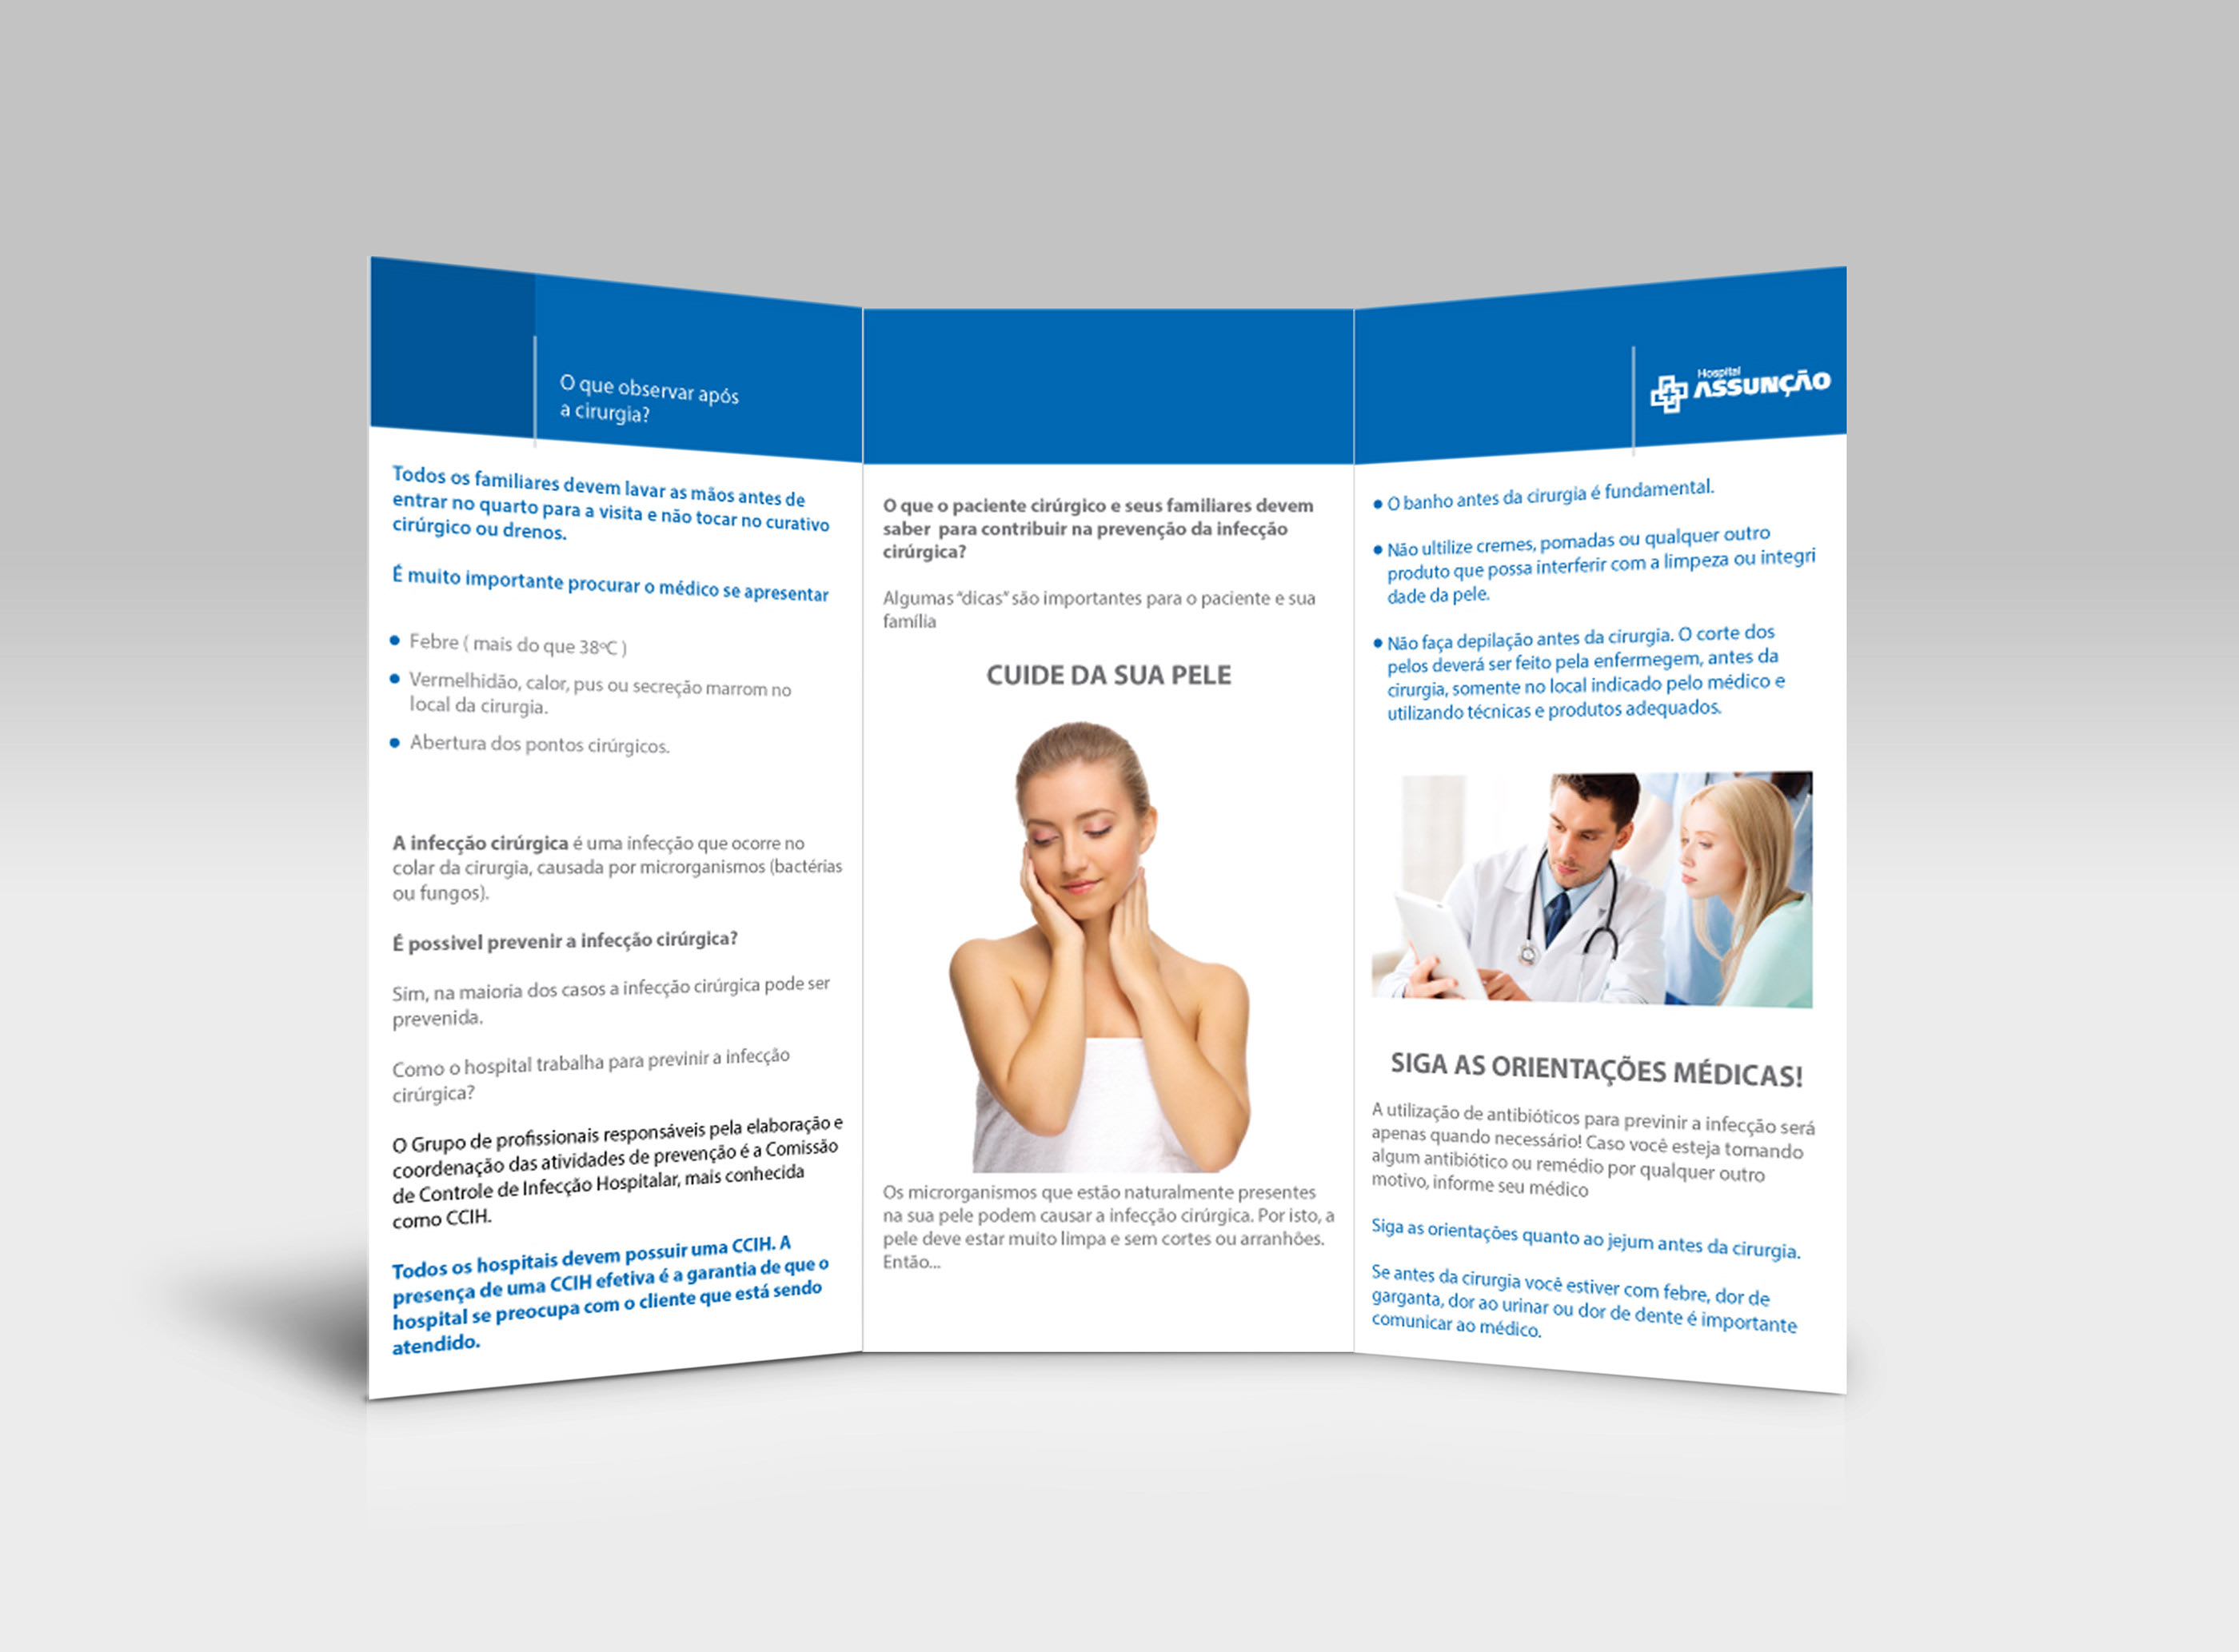 O que observar após
a cirurgia?
Todos os familiares devem lavar as mãos antes de
entrar no quarto para a visita e não tocar no curativo
cirúrgico ou drenos.
É muito importante procurar o médico se apresentar
Febre ( mais do que 38ºC )
Vermelhidão, calor, pus ou secreção marrom no
local da cirurgia.
Abertura dos pontos cirúrgicos.
A infecção cirúrgica é uma infecção que ocorre no
colar da cirurgia, causada por microrganismos (bactérias
ou fungos).
É possivel prevenir a infecção cirúrgica?
Sim, na maioria dos casos a infecção cirúrgica pode ser
prevenida.
Como o hospital trabalha para previnir a infecção
cirúrgica?
O Grupo de profissionais responsáveis pela elaboração e
coordenação das atividades de prevenção é a Comissão
de Controle de Infecção Hospitalar, mais conhecida
como CCIH.
Todos os hospitais devem possuir uma CCIH. A
presença de uma CCIH efetiva é a garantia de que o
hospital se preocupa com o cliente que está sendo
atendido.
O que o paciente cirúrgico e seus familiares devem
saber para contribuir na prevenção da infecção
cirúrgica?
Algumas "dicas" são importantes para o paciente e sua
família
CUIDE DA SUA PELE
Os microrganismos que estão naturalmente presentes
na sua pele podem causar a infecção cirúrgica. Por isto, a
pele deve estar muito limpa e sem cortes ou arranhões.
Então...
Hospital
ASSUNÇÃO
O banho antes da cirurgia é fundamental.
Não ultilize cremes, pomadas ou qualquer outro
produto que possa interferir com a limpeza ou integri
dade da pele.
Não faça depilação antes da cirurgia. O corte dos
pelos deverá ser feito pela enfermegem, antes da
cirurgia, somente no local indicado pelo médico e
utilizando técnicas e produtos adequados.
SIGA AS ORIENTAÇÕES MÉDICAS!
A utilização de antibióticos para previnir a infecção será
apenas quando necessário! Caso você esteja tomando
algum antibiótico ou remédio por qualquer outro
motivo, informe seu médico
Siga as orientações quanto ao jejum antes da cirurgia.
Se antes da cirurgia você estiver com febre, dor de
garganta, dor ao urinar ou dor de dente é importante
comunicar ao médico.